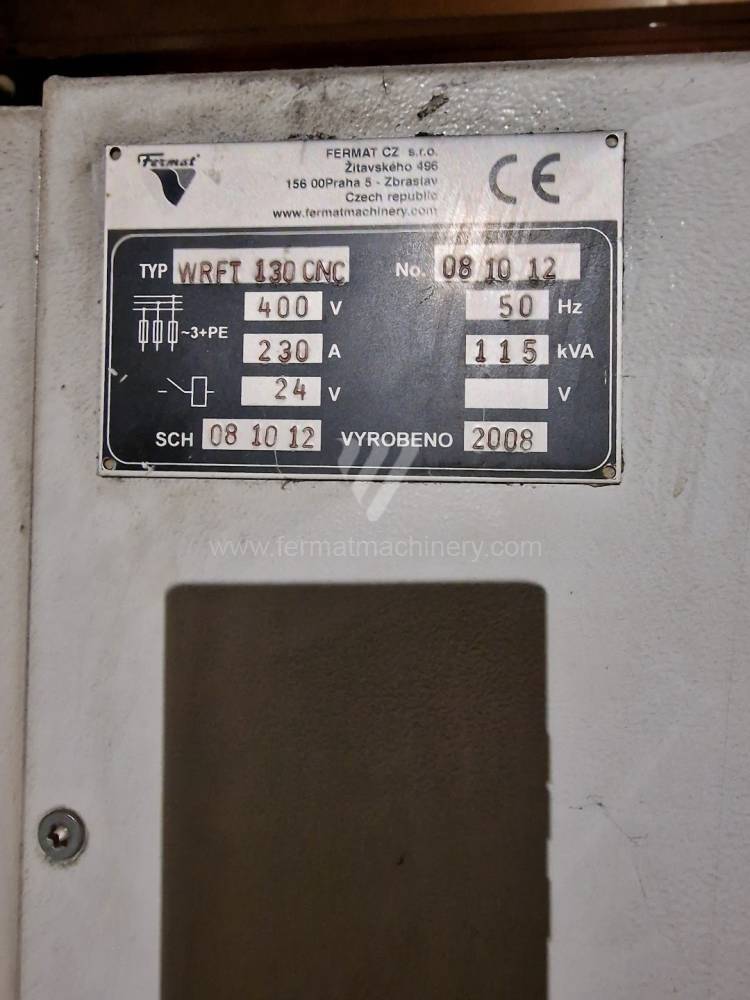 Fermat
FERMAT CZ s.r.o.
Žitavského 496
156 00Praha 5 - Zbraslav
Czech republic
www.fermatmachinery.com
CE
TYP WRFT 130 CNC No. 08 10 12
400 V 50 Hz
~3+PE
230 A 115 kVA
24 V V
SCH 08 10 12 VYROBENO 2008
www.fermatmachinery.com